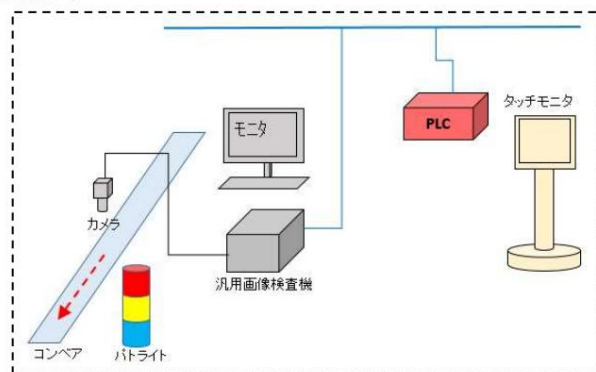 モニタ
PLC
タッチモニタ
カメラ
汎用画像検査機
コンベア
パトライト